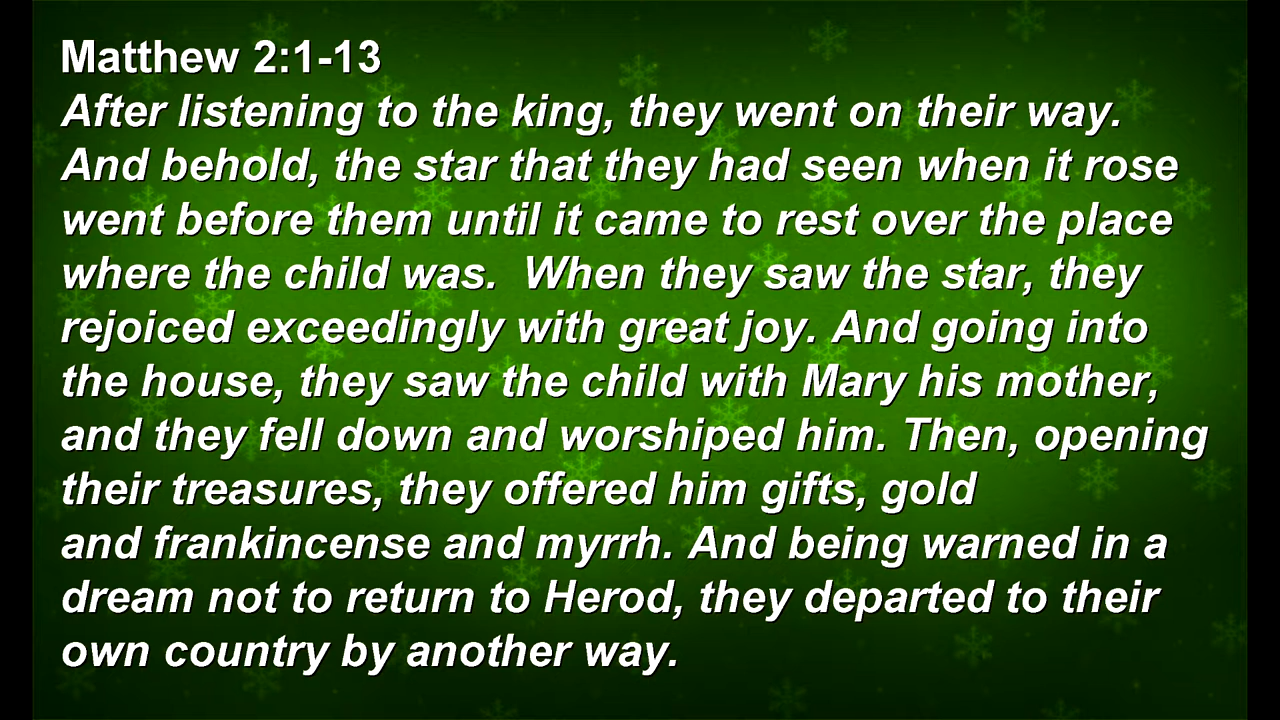 Matthew 2:1-13
After listening to the king, they went on their way.
And behold, the star that they had seen when it rose
went before them until it came to rest over the place
where the child was.  When they saw the star, they
rejoiced exceedingly with great joy. And going into
the house, they saw the child with Mary his mother,
and they fell down and worshiped him. Then, opening
their treasures, they offered him gifts, gold
and frankincense and myrrh. And being warned in a
dream not to return to Herod, they departed to their
own country by another way.